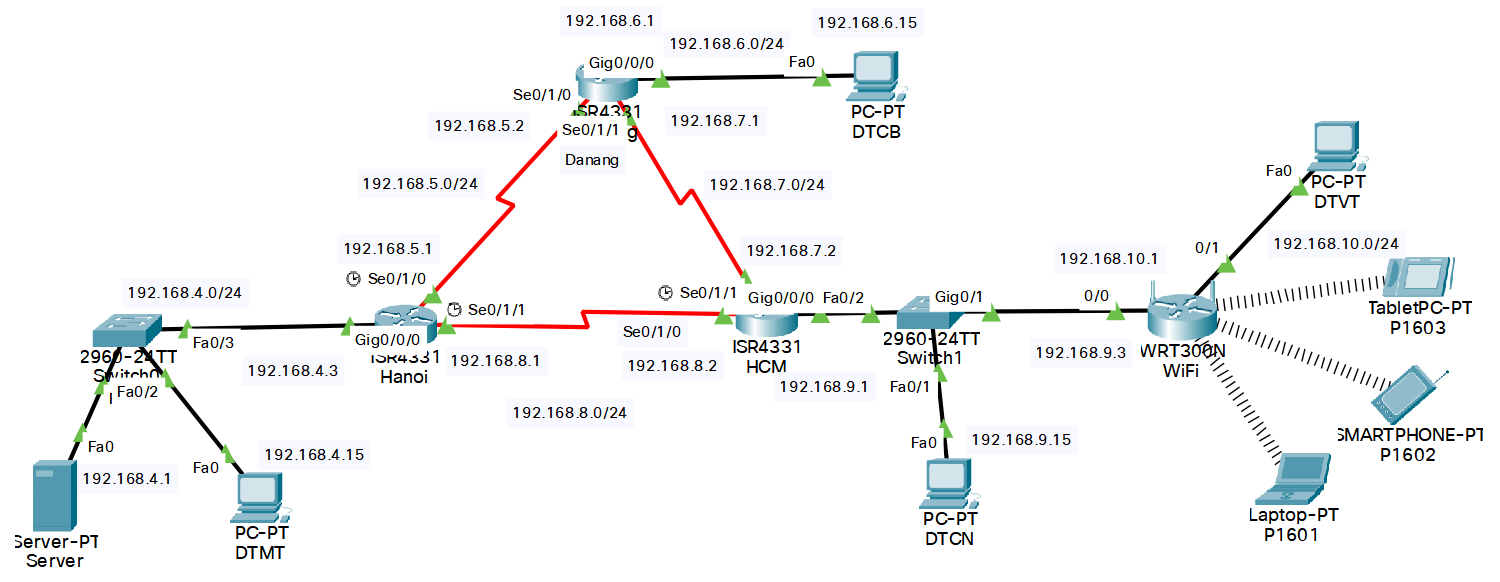 192.168.6.1
192.168.6.15
192.168.6.0/24
Gig0/0/0
Fa0
Se0/1/0
ISR4331
g
PC-PT
DTCB
192.168.5.2
Se0/1/1
192.168.7.1
Danang
192.168.5.0/24
192.168.7.0/24
Fa0
PC-PT
DTVT
192.168.5.1
192.168.7.2
192.168.10.1
0/1
192.168.10.0/24
Se0/1/0
192.168.4.0/24
Se0/1/1
Se0/1/1
Gig0/0/0
Fa0/2
Gig0/1
0/0
TabletPC-PT
P1603
Fa0/3
Gig0/0/0
Se0/1/0
2960-24TT
Switch0
ISR4331
Hanoi
192.168.8.1
ISR4331
HCM
2960-24TT
Switch1
192.168.9.3
WRT300N
WiFi
192.168.4.3
192.168.8.2
192.168.9.1
Fa0/1
Fa0/2
192.168.8.0/24
SMARTPHONE-PT
P1602
Fa0
192.168.4.15
Fa0
192.168.9.15
192.168.4.1
Fa0
Server-PT
Server
PC-PT
DTMT
PC-PT
DTCN
Laptop-PT
P1601